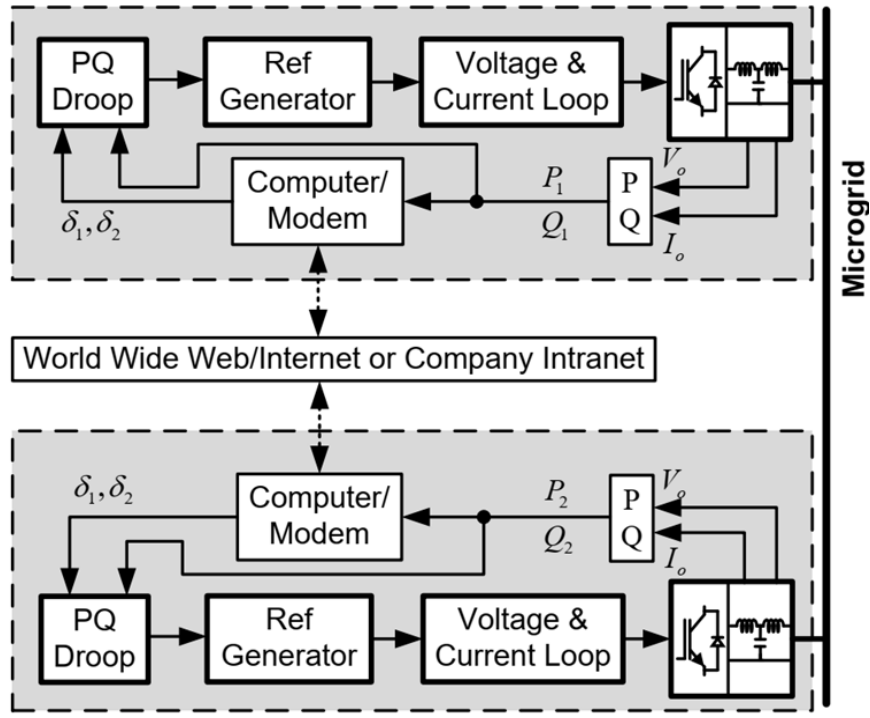 PQ
Droop
Ref
Generator
Voltage &
Current Loop
δ₁, δ₂
Computer/
Modem
P₁
Q₁
P
Q
Vₒ
Iₒ
Microgrid
World Wide Web/Internet or Company Intranet
δ₁, δ₂
Computer/
Modem
P₂
Q₂
P
Q
Vₒ
Iₒ
PQ
Droop
Ref
Generator
Voltage &
Current Loop